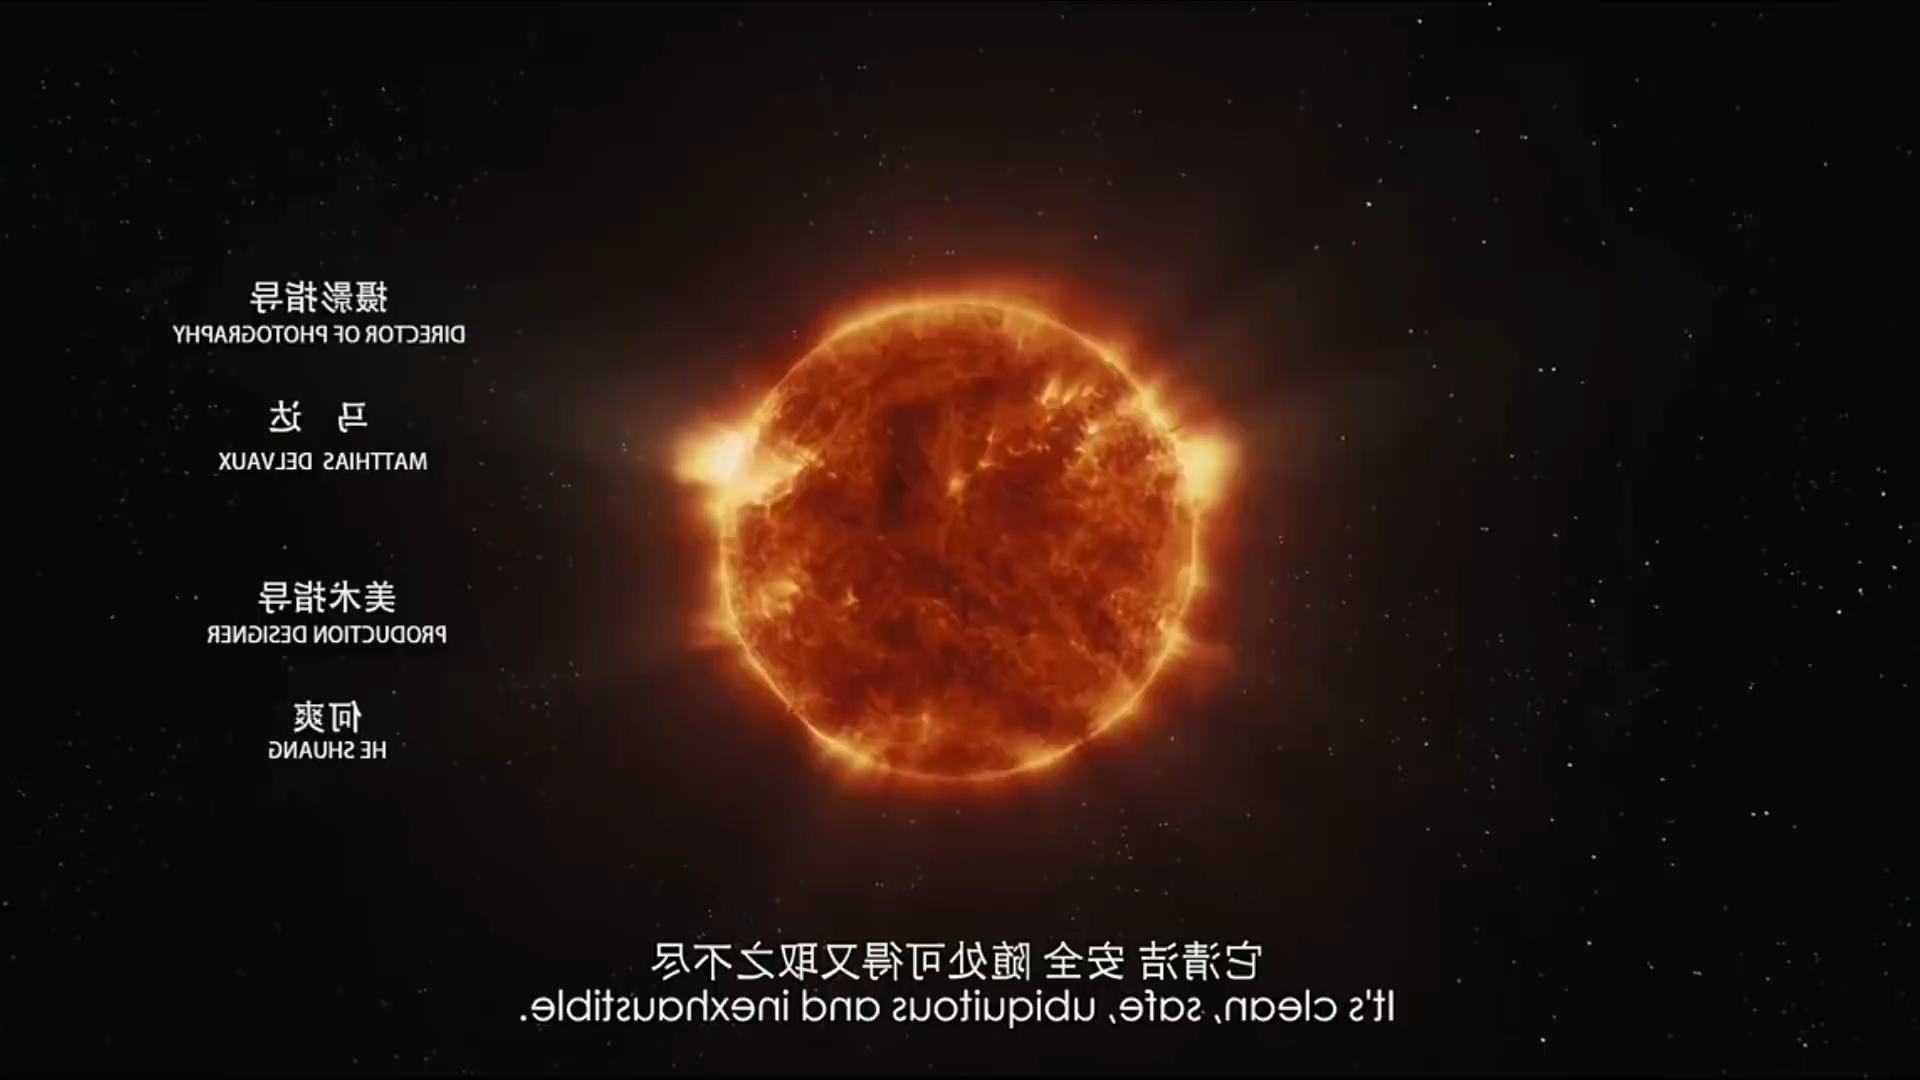 摄影指导
DIRECTOR OF PHOTOGRAPHY
马 达
MATTHIAS DELVAUX
美术指导
PRODUCTION DESIGNER
何爽
HE SHUANG
它清洁 安全 随处可得又取之不尽
It's clean, safe, ubiquitous and inexhaustible.